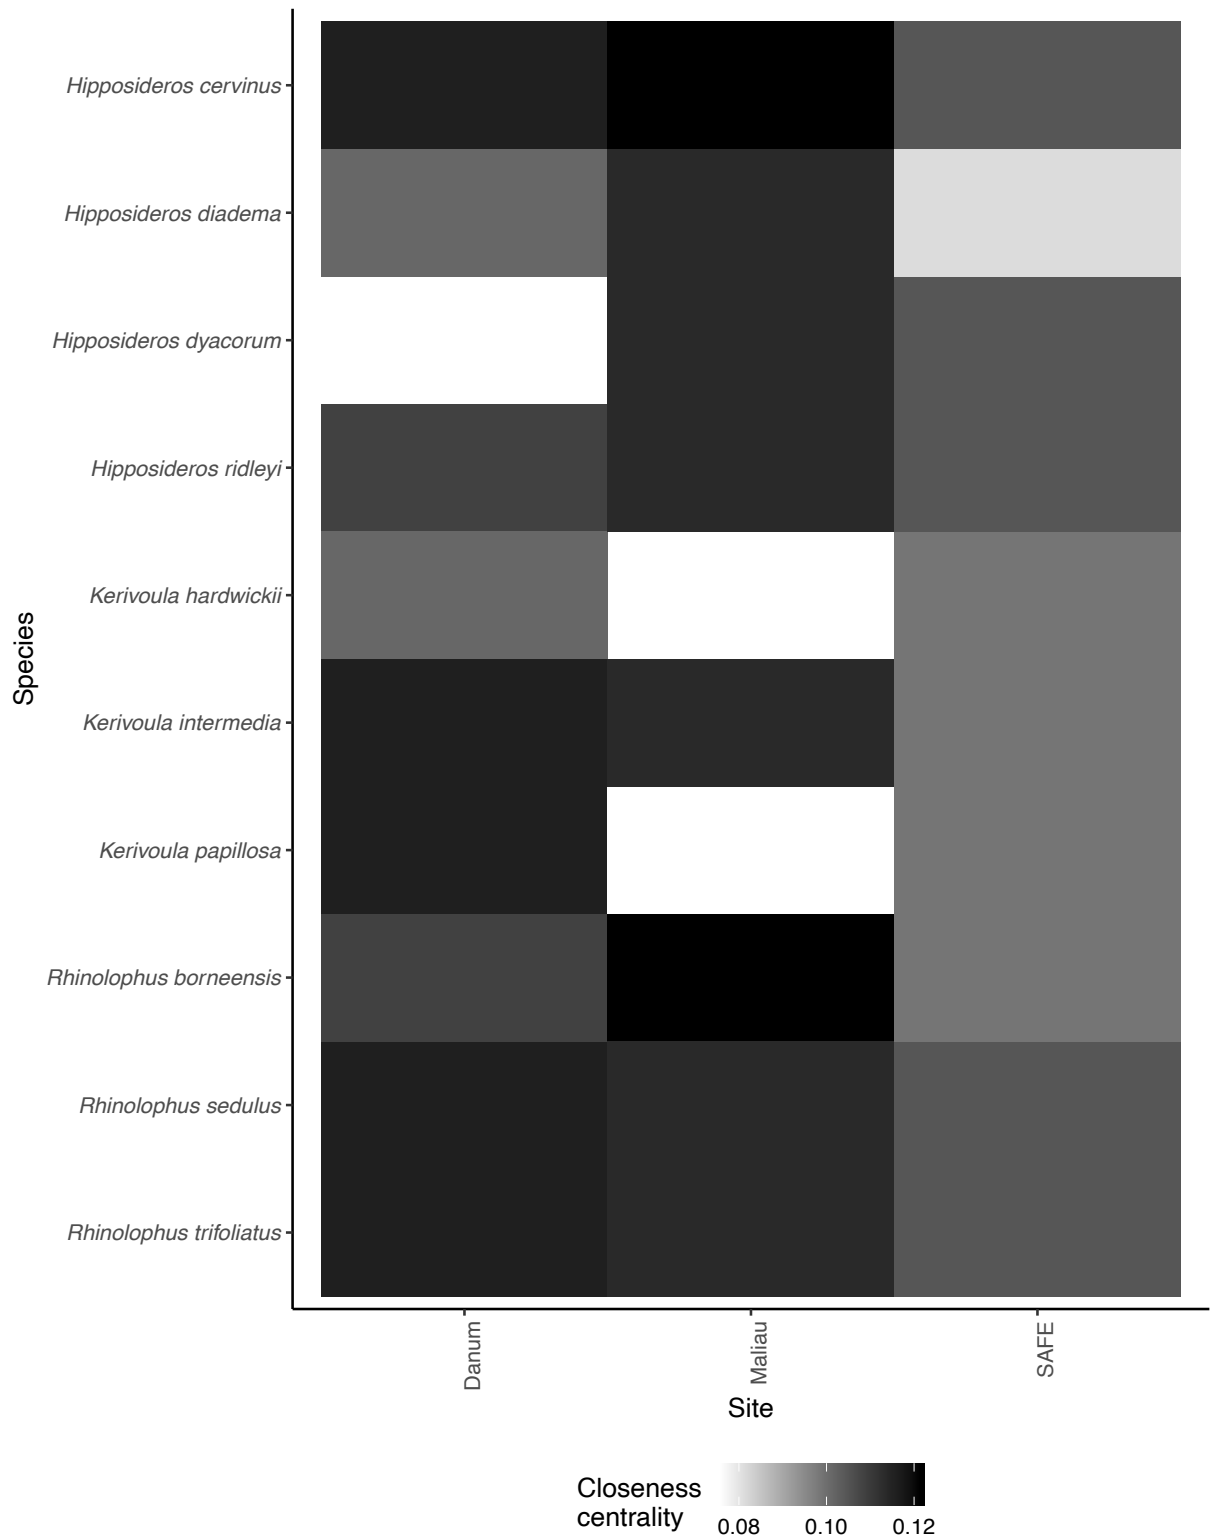 Hipposideros cervinus
Hipposideros diadema
Hipposideros dyacorum
Hipposideros ridleyi
Kerivoula hardwickii
Kerivoula intermedia
Kerivoula papillosa
Rhinolophus borneensis
Rhinolophus sedulus
Rhinolophus trifoliatus
Species
Danum
Maliau
SAFE
Site
Closeness
centrality
0.08 0.10 0.12